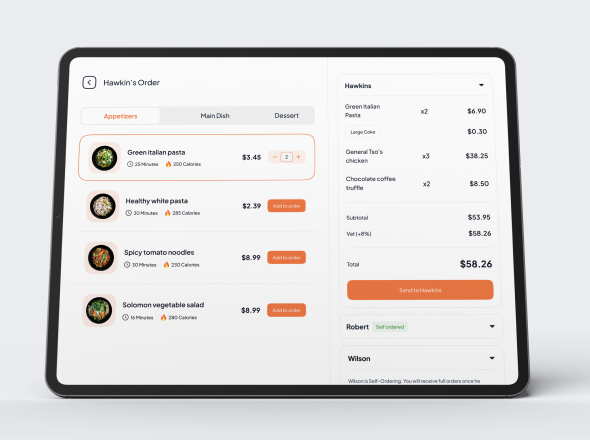 Hawkin's Order
Appetizers Main Dish Dessert
Green italian pasta
25 Minutes 250 Calories
$3.45 − 2 +
Healthy white pasta
30 Minutes 285 Calories
$2.39 Add to order
Spicy tomato noodles
30 Minutes 230 Calories
$8.99 Add to order
Solomon vegetable salad
16 Minutes 280 Calories
$8.99 Add to order
Hawkins
Green Italian
Pasta
x2 $6.90
Large Coke $0.30
General Tso's
chicken
x3 $38.25
Chocolate coffee
truffle
x2 $8.50
Subtotal $53.95
Vat (+8%) $58.26
Total $58.26
Send to Hawkins
Robert Self ordered
Wilson
Wilson is Self-Ordering. You will receive full orders once he